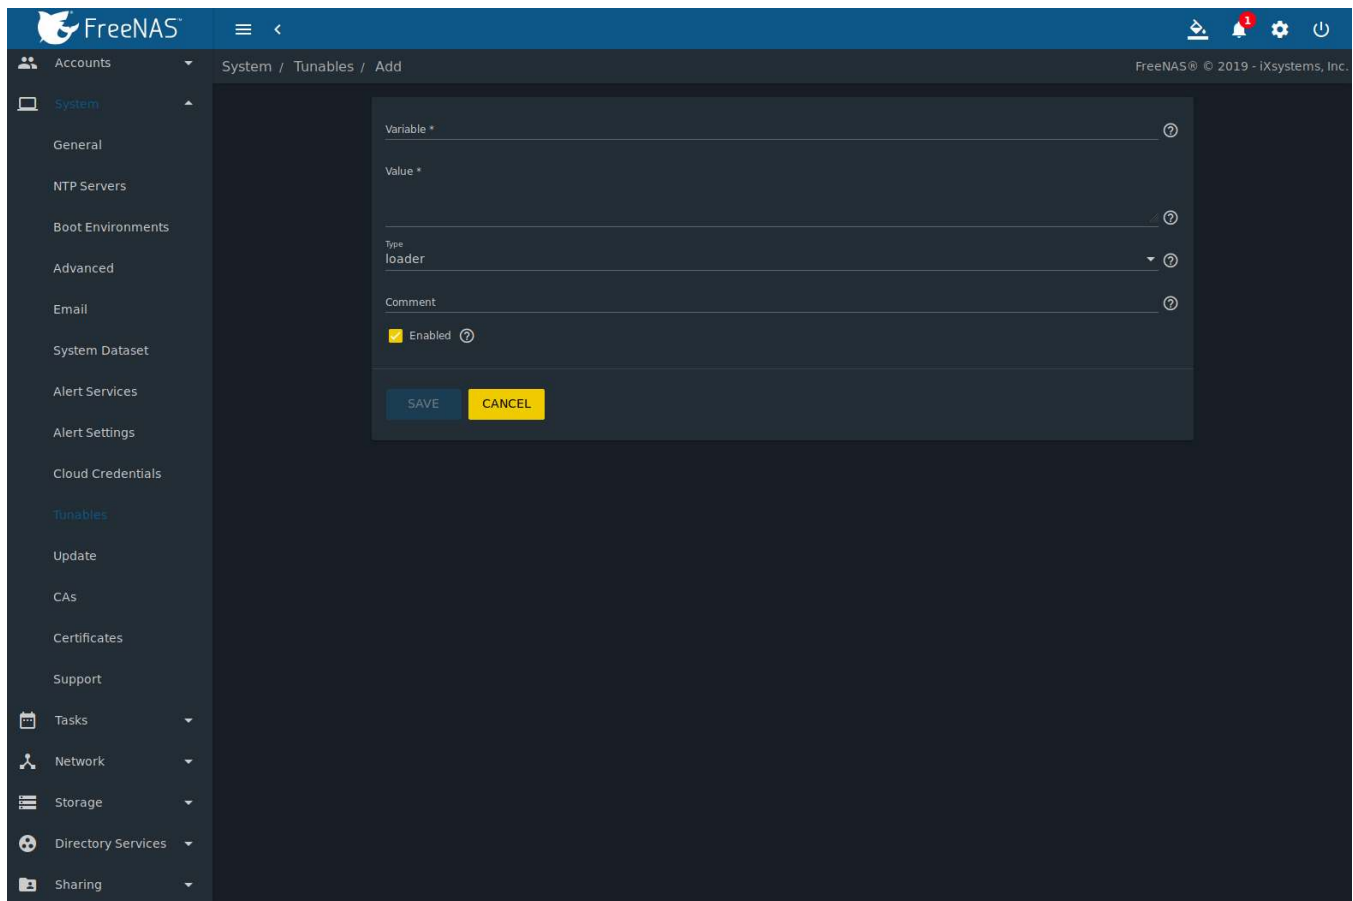 FreeNAS™
1
Accounts
System / Tunables / Add
FreeNAS® © 2019 - iXsystems, Inc.
System
General
NTP Servers
Boot Environments
Advanced
Email
System Dataset
Alert Services
Alert Settings
Cloud Credentials
Tunables
Update
CAs
Certificates
Support
Tasks
Network
Storage
Directory Services
Sharing
Variable *
Value *
Type
loader
Comment
Enabled
SAVE
CANCEL